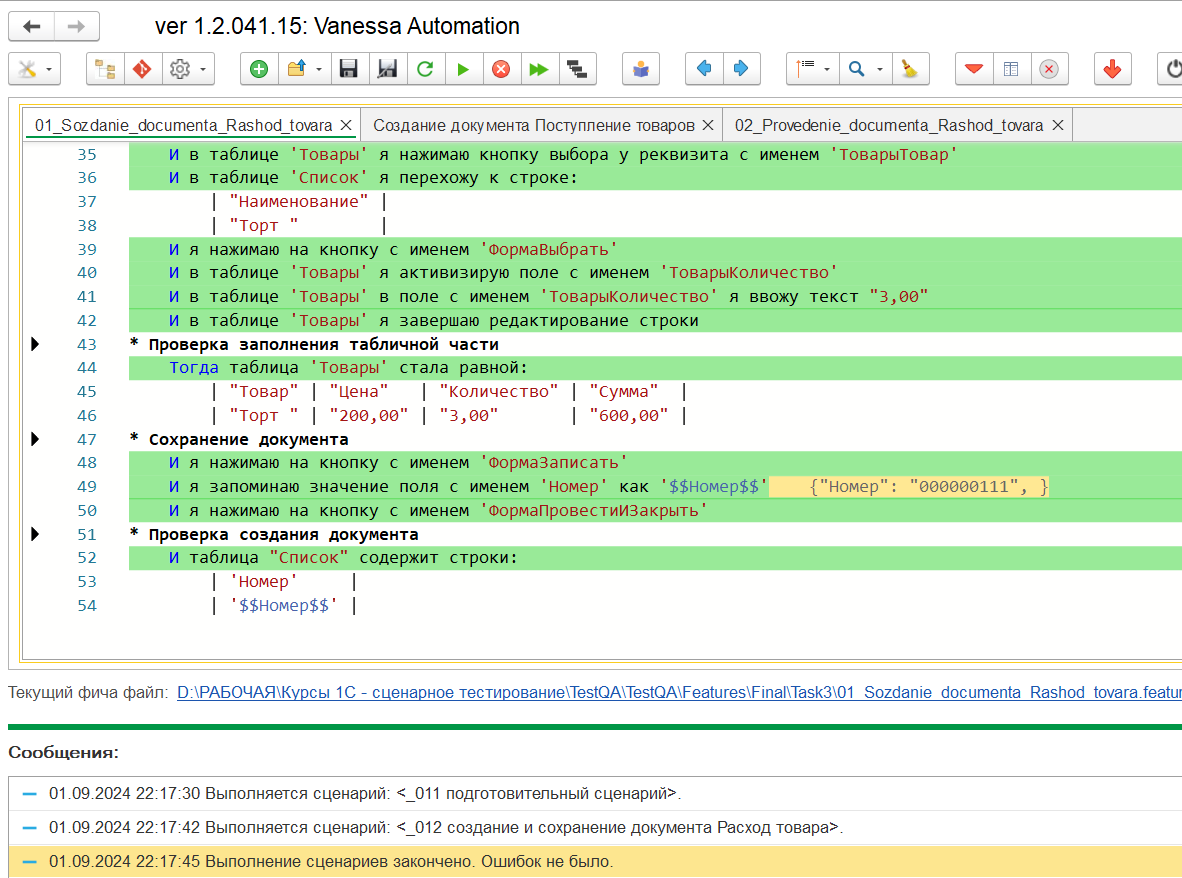 ver 1.2.041.15: Vanessa Automation
01_Sozdanie_documenta_Rashod_tovara × Создание документа Поступление товаров × 02_Provedenie_documenta_Rashod_tovara ×
35 И в таблице 'Товары' я нажимаю кнопку выбора у реквизита с именем 'ТоварыТовар'
36 И в таблице 'Список' я перехожу к строке:
37 | "Наименование" |
38 | "Торт " |
39 И я нажимаю на кнопку с именем 'ФормаВыбрать'
40 И в таблице 'Товары' я активизирую поле с именем 'ТоварыКоличество'
41 И в таблице 'Товары' в поле с именем 'ТоварыКоличество' я ввожу текст "3,00"
42 И в таблице 'Товары' я завершаю редактирование строки
43 * Проверка заполнения табличной части
44 Тогда таблица 'Товары' стала равной:
45 | "Товар" | "Цена" | "Количество" | "Сумма" |
46 | "Торт " | "200,00" | "3,00" | "600,00" |
47 * Сохранение документа
48 И я нажимаю на кнопку с именем 'ФормаЗаписать'
49 И я запоминаю значение поля с именем 'Номер' как '$$Номер$$' {"Номер": "000000111", }
50 И я нажимаю на кнопку с именем 'ФормаПровестиИЗакрыть'
51 * Проверка создания документа
52 И таблица "Список" содержит строки:
53 | 'Номер' |
54 | '$$Номер$$' |
Текущий фича файл: D:\РАБОЧАЯ\Курсы 1С - сценарное тестирование\TestQA\TestQA\Features\Final\Task3\01_Sozdanie_documenta_Rashod_tovara.featur
Сообщения:
01.09.2024 22:17:30 Выполняется сценарий: <_011 подготовительный сценарий>.
01.09.2024 22:17:42 Выполняется сценарий: <_012 создание и сохранение документа Расход товара>.
01.09.2024 22:17:45 Выполнение сценариев закончено. Ошибок не было.